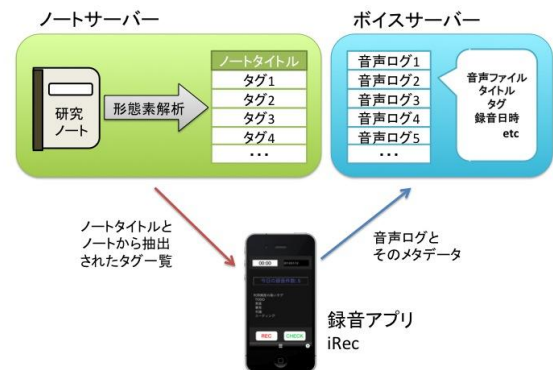 ノートサーバー
研究
ノート
形態素解析
ノートタイトル
タグ1
タグ2
タグ3
タグ4
・・・
ボイスサーバー
音声ログ1
音声ログ2
音声ログ3
音声ログ4
音声ログ5
・・・
音声ファイル
タイトル
タグ
録音日時
etc
ノートタイトルと
ノートから抽出
されたタグ一覧
音声ログと
そのメタデータ
00:00
REC
CHECK
録音アプリ
iRec